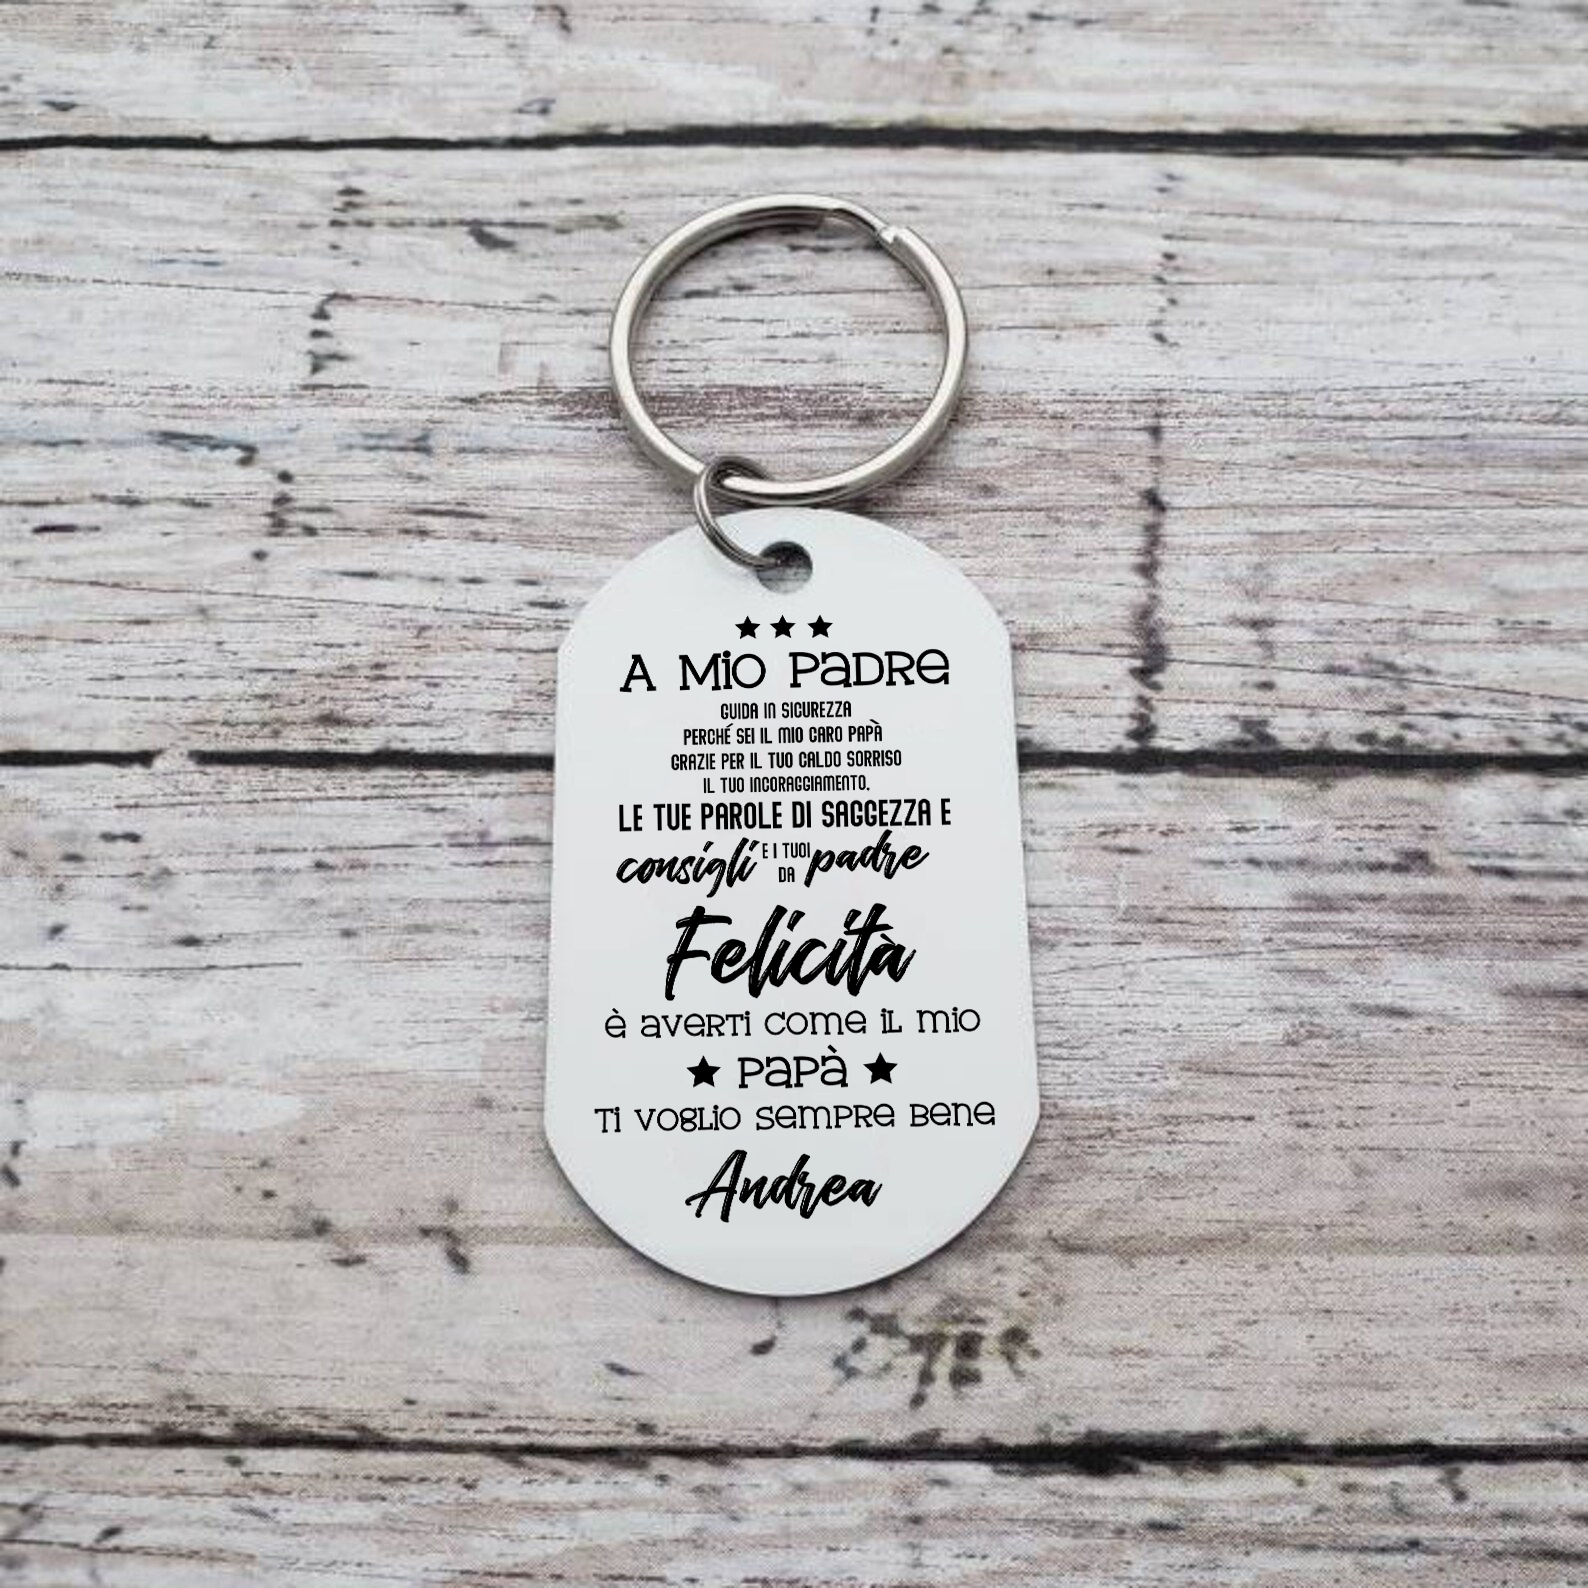 A Mio Padre
GUIDA IN SICUREZZA
PERCHÉ SEI IL MIO CARO PAPÀ
GRAZIE PER IL TUO CALDO SORRISO
IL TUO INCORAGGIAMENTO.
LE TUE PAROLE DI SAGGEZZA E
consigli E I TUOI DA padre
Felicità
è averti come il mio
papà
Ti voglio sempre bene
Andrea